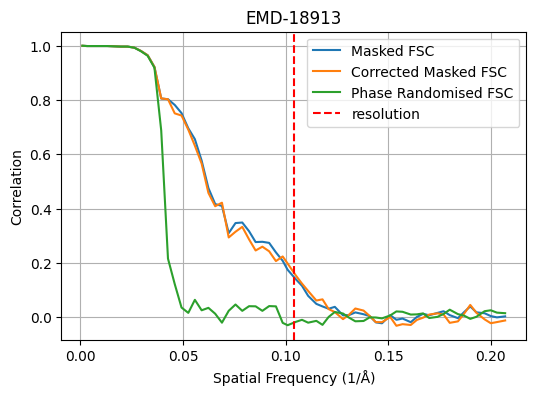 EMD-18913
Masked FSC
Corrected Masked FSC
Phase Randomised FSC
resolution
Correlation
1.0
0.8
0.6
0.4
0.2
0.0
0.00 0.05 0.10 0.15 0.20
Spatial Frequency (1/Å)